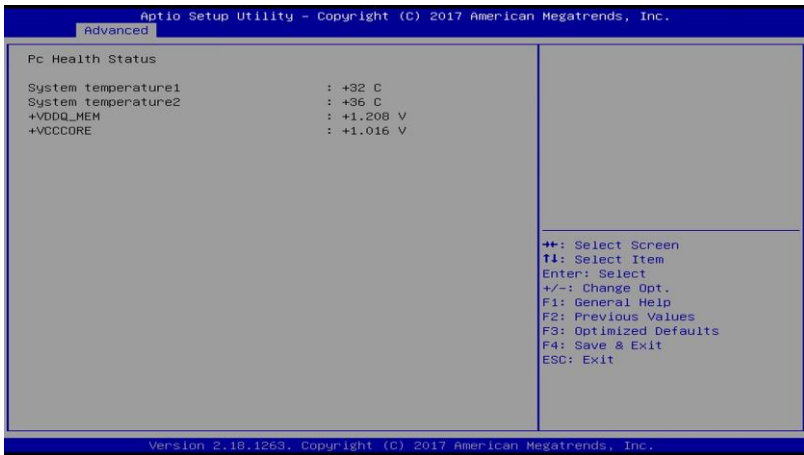 Aptio Setup Utility – Copyright (C) 2017 American Megatrends, Inc.
Advanced
Pc Health Status
System temperature1 : +32 C
System temperature2 : +36 C
+VDDQ_MEM : +1.208 V
+VCCCORE : +1.016 V
→←: Select Screen
↑↓: Select Item
Enter: Select
+/-: Change Opt.
F1: General Help
F2: Previous Values
F3: Optimized Defaults
F4: Save & Exit
ESC: Exit
Version 2.18.1263. Copyright (C) 2017 American Megatrends, Inc.